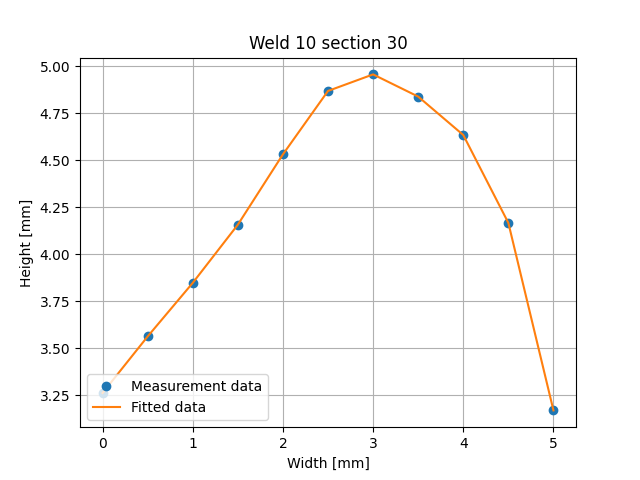 Weld 10 section 30
5.00
4.75
4.50
4.25
4.00
3.75
3.50
3.25
Height [mm]
Measurement data
Fitted data
0 1 2 3 4 5
Width [mm]